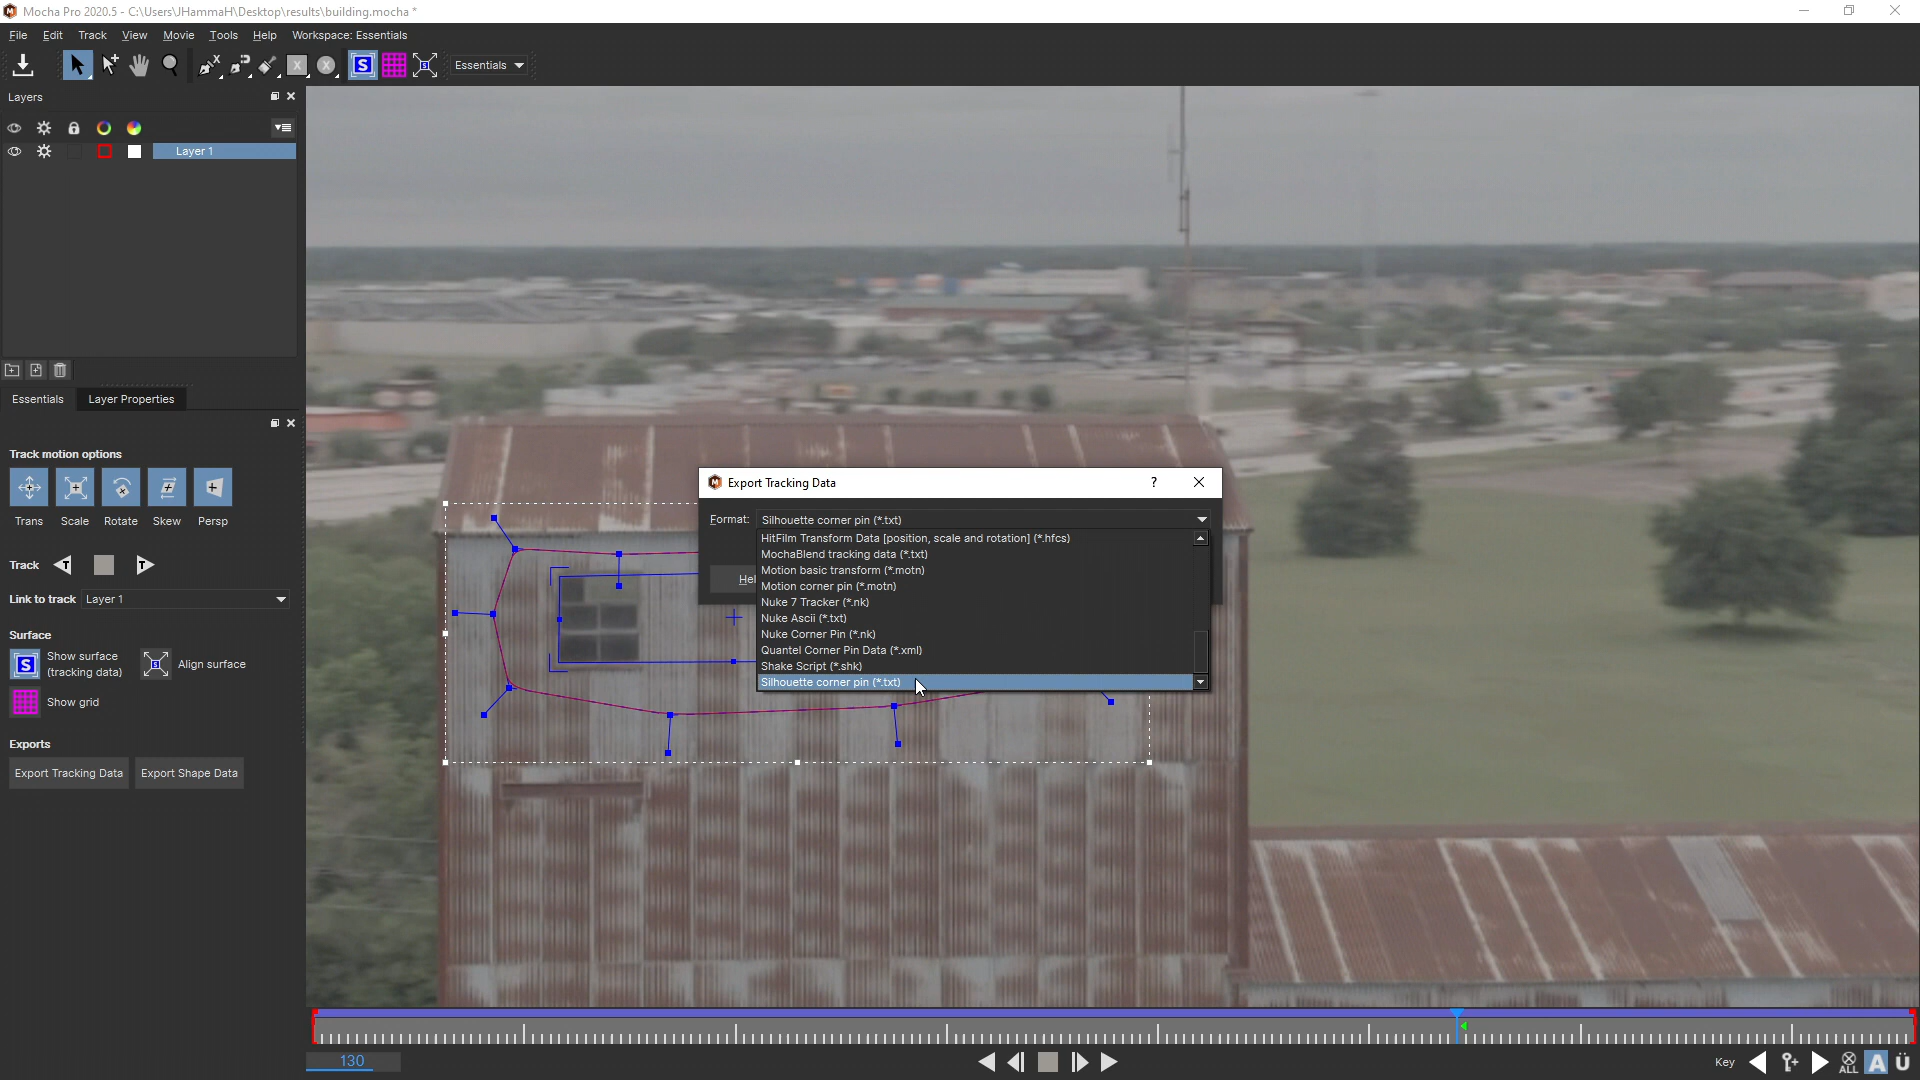 Mocha Pro 2020.5 - C:\Users\JHammaH\Desktop\results\building.mocha *
File Edit Track View Movie Tools Help Workspace: Essentials
Essentials
Layers
Layer 1
Essentials Layer Properties
Track motion options
Trans Scale Rotate Skew Persp
Track
Link to track Layer 1
Surface
Show surface
(tracking data)
Align surface
Show grid
Exports
Export Tracking Data Export Shape Data
Export Tracking Data
?
Format: Silhouette corner pin (*.txt)
HitFilm Transform Data [position, scale and rotation] (*.hfcs)
MochaBlend tracking data (*.txt)
Motion basic transform (*.motn)
Motion corner pin (*.motn)
Nuke 7 Tracker (*.nk)
Nuke Ascii (*.txt)
Nuke Corner Pin (*.nk)
Quantel Corner Pin Data (*.xml)
Shake Script (*.shk)
Silhouette corner pin (*.txt)
Hel
130
Key
ALL
A
Ü